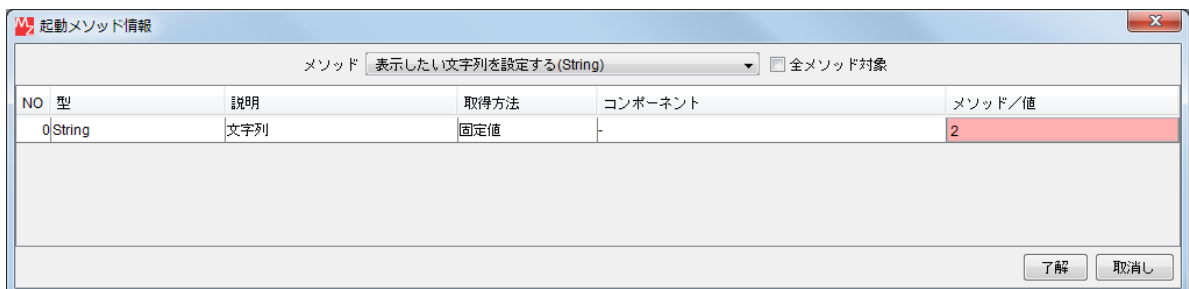 起動メソッド情報
メソッド 表示したい文字列を設定する(String) 全メソッド対象
NO 型 説明 取得方法 コンポーネント メソッド／値
0 String 文字列 固定値 - 2
了解 取消し